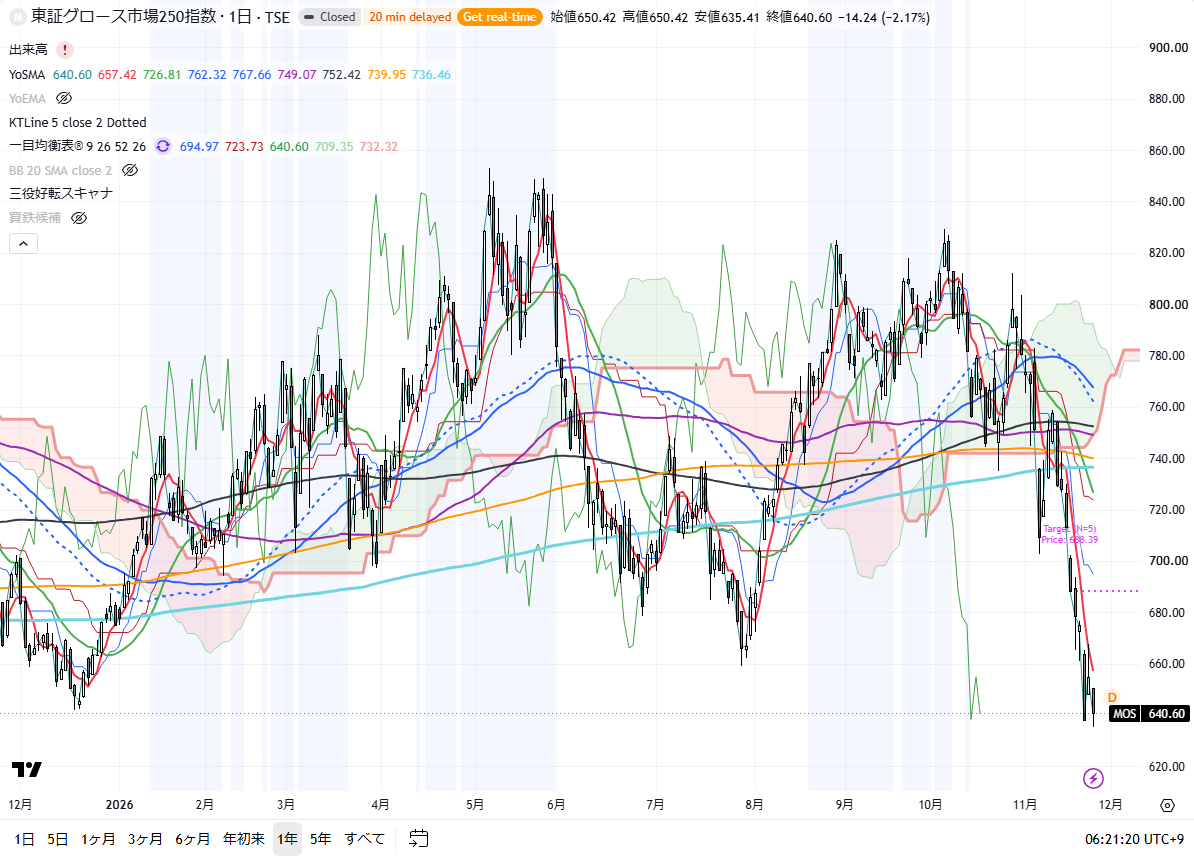 M 東証グロース市場250指数・1日・TSE Closed 20 min delayed Get real-time 始値650.42 高値650.42 安値635.41 終値640.60 −14.24 (−2.17%)
出来高 !
YoSMA 640.60 657.42 726.81 762.32 767.66 749.07 752.42 739.95 736.46
YoEMA
KTLine 5 close 2 Dotted
一目均衡表® 9 26 52 26 694.97 723.73 640.60 709.35 732.32
BB 20 SMA close 2
三役好転スキャナ
買鉄候補
900.00
880.00
860.00
840.00
820.00
800.00
780.00
760.00
740.00
720.00
700.00
680.00
660.00
620.00
Target (N=5)
Price: 688.39
D
MOS 640.60
12月 2026 2月 3月 4月 5月 6月 7月 8月 9月 10月 11月 12月
1日 5日 1ヶ月 3ヶ月 6ヶ月 年初来 1年 5年 すべて 06:21:20 UTC+9